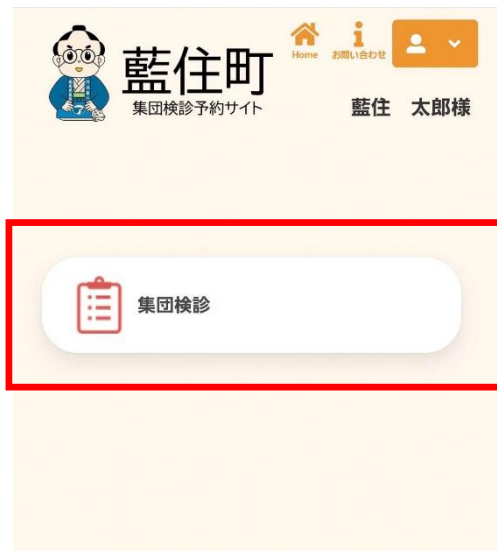 藍住町
集団検診予約サイト
Home
お問い合わせ
藍住 太郎様
集団検診